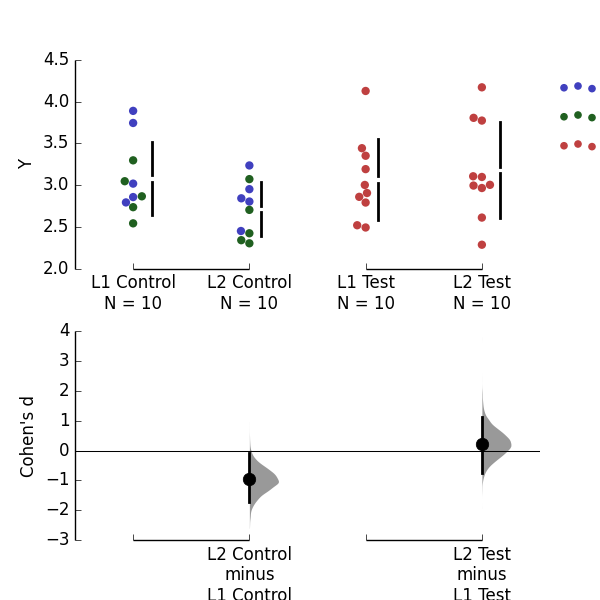 4.5
4.0
3.5
3.0
2.5
2.0
Y
L1 Control
N = 10
L2 Control
N = 10
L1 Test
N = 10
L2 Test
N = 10
4
3
2
1
0
−1
−2
−3
Cohen's d
L2 Control
minus
L1 Control
L2 Test
minus
L1 Test